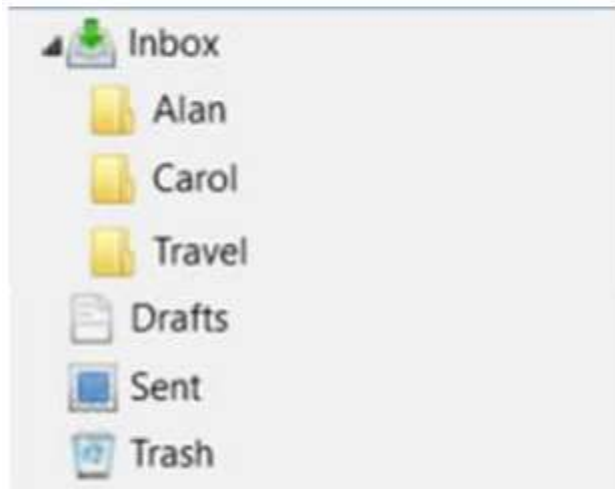 Inbox
Alan
Carol
Travel
Drafts
Sent
Trash